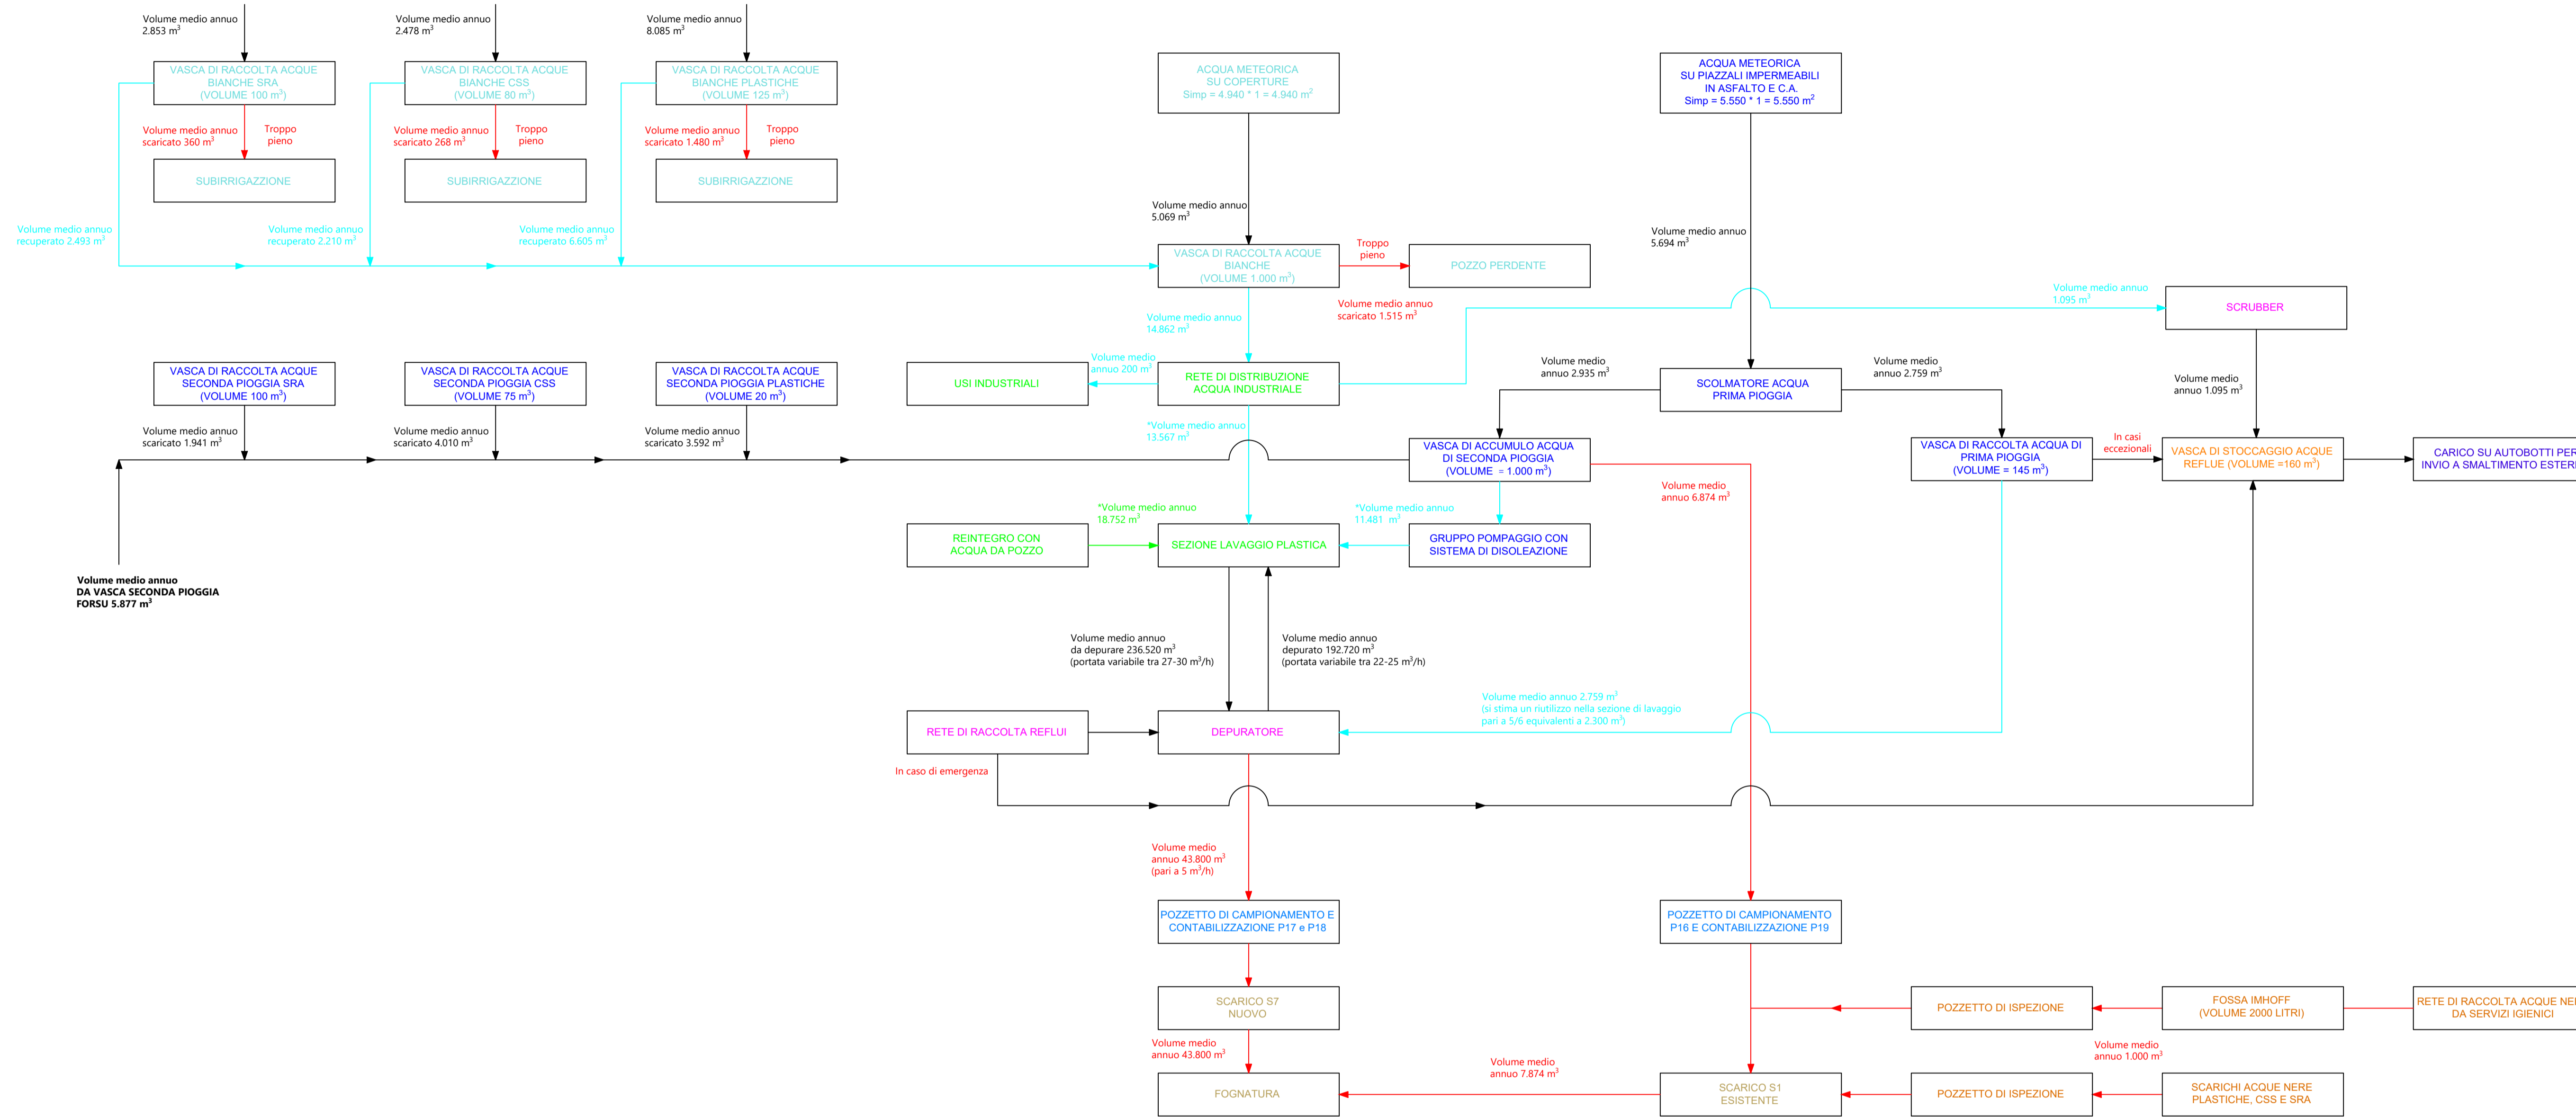 Volume medio annuo
2.853 m³
Volume medio annuo
2.478 m³
Volume medio annuo
8.085 m³
VASCA DI RACCOLTA ACQUE
BIANCHE SRA
(VOLUME 100 m³)
VASCA DI RACCOLTA ACQUE
BIANCHE CSS
(VOLUME 80 m³)
VASCA DI RACCOLTA ACQUE
BIANCHE PLASTICHE
(VOLUME 125 m³)
ACQUA METEORICA
SU COPERTURE
Simp = 4.940 * 1 = 4.940 m²
ACQUA METEORICA
SU PIAZZALI IMPERMEABILI
IN ASFALTO E C.A.
Simp = 5.550 * 1 = 5.550 m²
Volume medio annuo
scaricato 360 m³
Troppo
pieno
Volume medio annuo
scaricato 268 m³
Troppo
pieno
Volume medio annuo
scaricato 1.480 m³
Troppo
pieno
SUBIRRIGAZZIONE
SUBIRRIGAZZIONE
SUBIRRIGAZZIONE
Volume medio annuo
5.069 m³
Volume medio annuo
recuperato 2.493 m³
Volume medio annuo
recuperato 2.210 m³
Volume medio annuo
recuperato 6.605 m³
Volume medio annuo
5.694 m³
VASCA DI RACCOLTA ACQUE
BIANCHE
(VOLUME 1.000 m³)
Troppo
pieno
POZZO PERDENTE
Volume medio annuo
scaricato 1.515 m³
Volume medio annuo
14.862 m³
Volume medio annuo
1.095 m³
SCRUBBER
VASCA DI RACCOLTA ACQUE
SECONDA PIOGGIA SRA
(VOLUME 100 m³)
VASCA DI RACCOLTA ACQUE
SECONDA PIOGGIA CSS
(VOLUME 75 m³)
VASCA DI RACCOLTA ACQUE
SECONDA PIOGGIA PLASTICHE
(VOLUME 20 m³)
USI INDUSTRIALI
Volume medio
annuo 200 m³
RETE DI DISTRIBUZIONE
ACQUA INDUSTRIALE
Volume medio
annuo 2.935 m³
SCOLMATORE ACQUA
PRIMA PIOGGIA
Volume medio
annuo 2.759 m³
Volume medio
annuo 1.095 m³
Volume medio annuo
scaricato 1.941 m³
Volume medio annuo
scaricato 4.010 m³
Volume medio annuo
scaricato 3.592 m³
*Volume medio annuo
13.567 m³
VASCA DI ACCUMULO ACQUA
DI SECONDA PIOGGIA
(VOLUME = 1.000 m³)
VASCA DI RACCOLTA ACQUA DI
PRIMA PIOGGIA
(VOLUME = 145 m³)
In casi
eccezionali
VASCA DI STOCCAGGIO ACQUE
REFLUE (VOLUME =160 m³)
CARICO SU AUTOBOTTI PER
INVIO A SMALTIMENTO
Volume medio
annuo 6.874 m³
*Volume medio annuo
18.752 m³
*Volume medio annuo
11.481 m³
REINTEGRO CON
ACQUA DA POZZO
SEZIONE LAVAGGIO PLASTICA
GRUPPO POMPAGGIO CON
SISTEMA DI DISOLEAZIONE
Volume medio annuo
DA VASCA SECONDA PIOGGIA
FORSU 5.877 m³
Volume medio annuo
da depurare 236.520 m³
(portata variabile tra 27-30 m³/h)
Volume medio annuo
depurato 192.720 m³
(portata variabile tra 22-25 m³/h)
Volume medio annuo 2.759 m³
(si stima un riutilizzo nella sezione di lavaggio
pari a 5/6 equivalenti a 2.300 m³)
RETE DI RACCOLTA REFLUI
DEPURATORE
In caso di emergenza
Volume medio
annuo 43.800 m³
(pari a 5 m³/h)
POZZETTO DI CAMPIONAMENTO E
CONTABILIZZAZIONE P17 e P18
POZZETTO DI CAMPIONAMENTO
P16 E CONTABILIZZAZIONE P19
SCARICO S7
NUOVO
POZZETTO DI ISPEZIONE
FOSSA IMHOFF
(VOLUME 2000 LITRI)
RETE DI RACCOLTA ACQUE
DA SERVIZI IGIENICI
Volume medio
annuo 43.800 m³
Volume medio
annuo 7.874 m³
Volume medio
annuo 1.000 m³
FOGNATURA
SCARICO S1
ESISTENTE
POZZETTO DI ISPEZIONE
SCARICHI ACQUE NERE
PLASTICHE, CSS E SRA